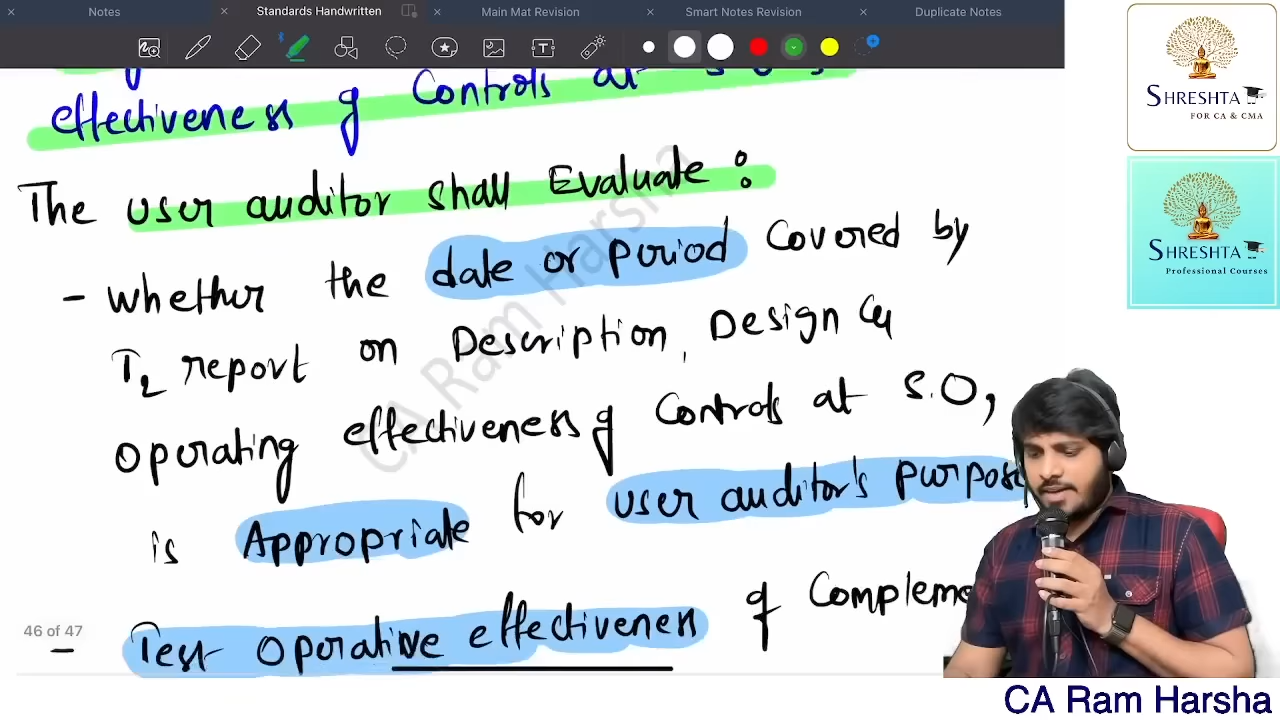 Notes
Standards Handwritten
Main Mat Revision
Smart Notes Revision
Duplicate Notes
effectiveness of Controls at S.O's
The user auditor shall Evaluate :
- Whether the date or period Covered by
T2 report on Description, Design &
Operating effectiveness of Controls at S.O,
is Appropriate for user auditor's purpose
- Test Operative effectiveness of Compleme
46 of 47
CA Ram Harsha
SHRESHTA
FOR CA & CMA
SHRESHTA
Professional Courses
CA Ram Harsha